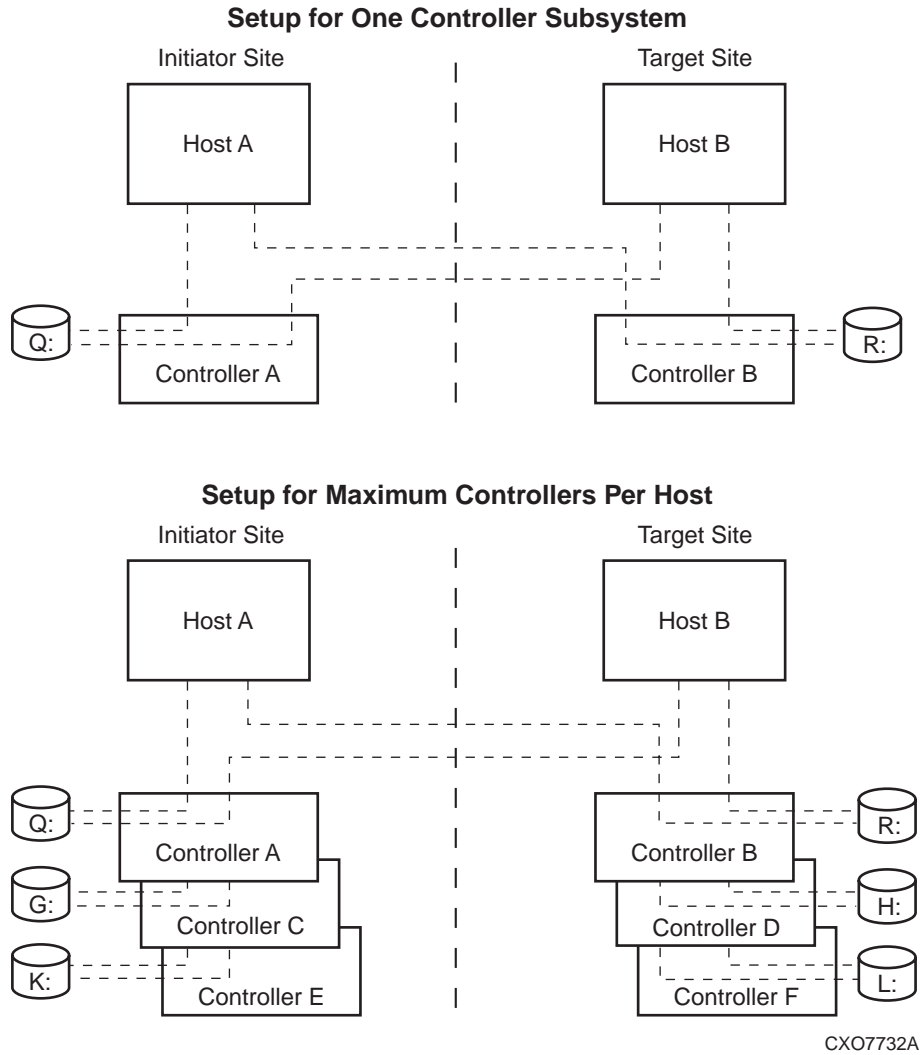 Setup for One Controller Subsystem
Initiator Site
Target Site
Host A
Host B
Q:
Controller A
Controller B
R:
Setup for Maximum Controllers Per Host
Initiator Site
Target Site
Host A
Host B
Q:
Controller A
Controller B
R:
G:
Controller C
Controller D
H:
K:
Controller E
Controller F
L:
CXO7732A